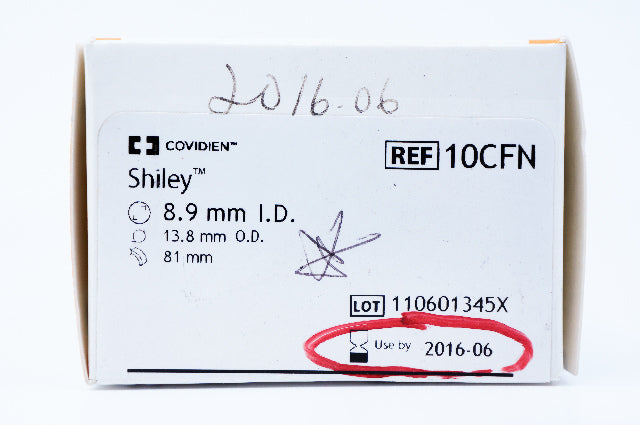 2016-06
COVIDIEN™
REF 10CFN
Shiley™
8.9 mm I.D.
13.8 mm O.D.
81 mm
LOT 110601345X
Use by 2016-06